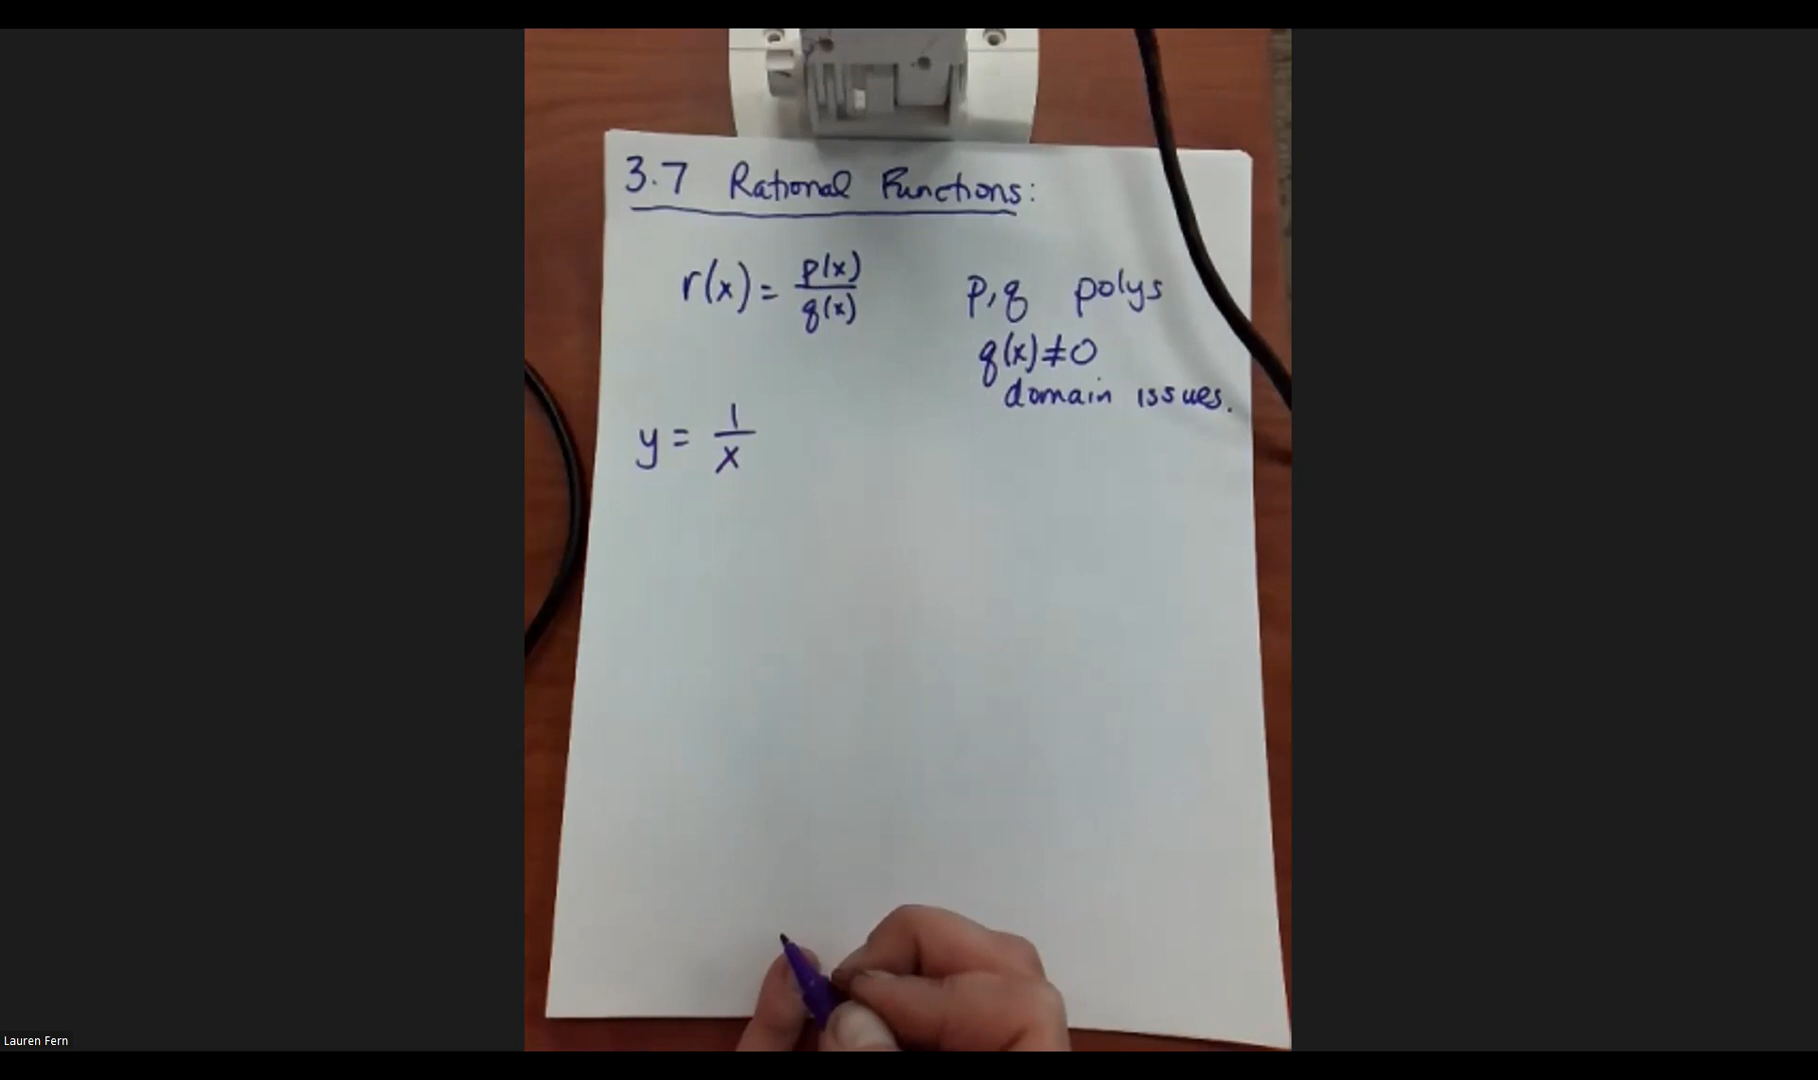 3.7 Rational Functions:
r(x) = p(x)/q(x)
p, q polys
q(x) ≠ 0
domain issues.
y = 1/x
Lauren Fern